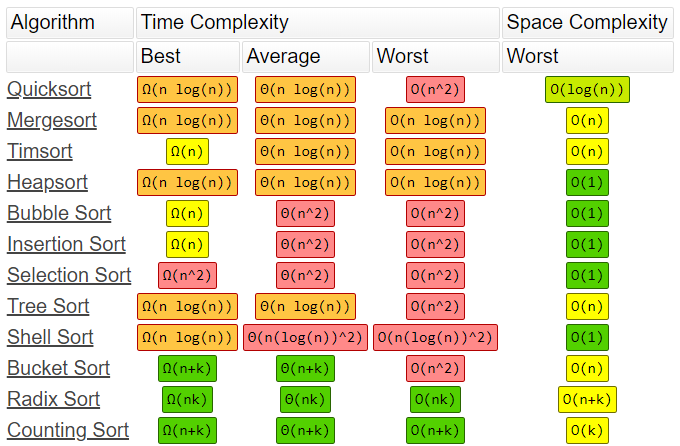 Algorithm Time Complexity Space Complexity
Best Average Worst Worst
Quicksort Ω(n log(n)) Θ(n log(n)) O(n^2) O(log(n))
Mergesort Ω(n log(n)) Θ(n log(n)) O(n log(n)) O(n)
Timsort Ω(n) Θ(n log(n)) O(n log(n)) O(n)
Heapsort Ω(n log(n)) Θ(n log(n)) O(n log(n)) O(1)
Bubble Sort Ω(n) Θ(n^2) O(n^2) O(1)
Insertion Sort Ω(n) Θ(n^2) O(n^2) O(1)
Selection Sort Ω(n^2) Θ(n^2) O(n^2) O(1)
Tree Sort Ω(n log(n)) Θ(n log(n)) O(n^2) O(n)
Shell Sort Ω(n log(n)) Θ(n(log(n))^2) O(n(log(n))^2) O(1)
Bucket Sort Ω(n+k) Θ(n+k) O(n^2) O(n)
Radix Sort Ω(nk) Θ(nk) O(nk) O(n+k)
Counting Sort Ω(n+k) Θ(n+k) O(n+k) O(k)